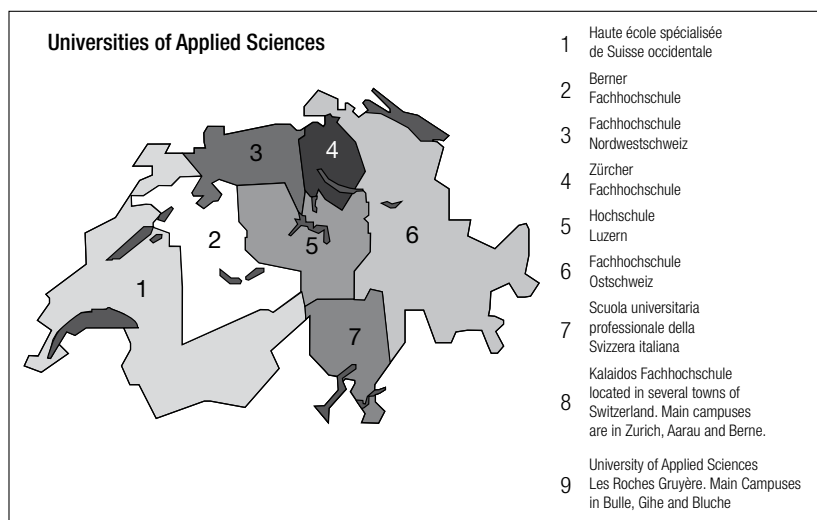 Universities of Applied Sciences
1
2
3
4
5
6
7
1 Haute école spécialisée
de Suisse occidentale
2 Berner
Fachhochschule
3 Fachhochschule
Nordwestschweiz
4 Zürcher
Fachhochschule
5 Hochschule
Luzern
6 Fachhochschule
Ostschweiz
7 Scuola universitaria
professionale della
Svizzera italiana
8 Kalaidos Fachhochschule
located in several towns of
Switzerland. Main campuses
are in Zurich, Aarau and Berne.
9 University of Applied Sciences
Les Roches Gruyère. Main Campuses
in Bulle, Gihe and Bluche